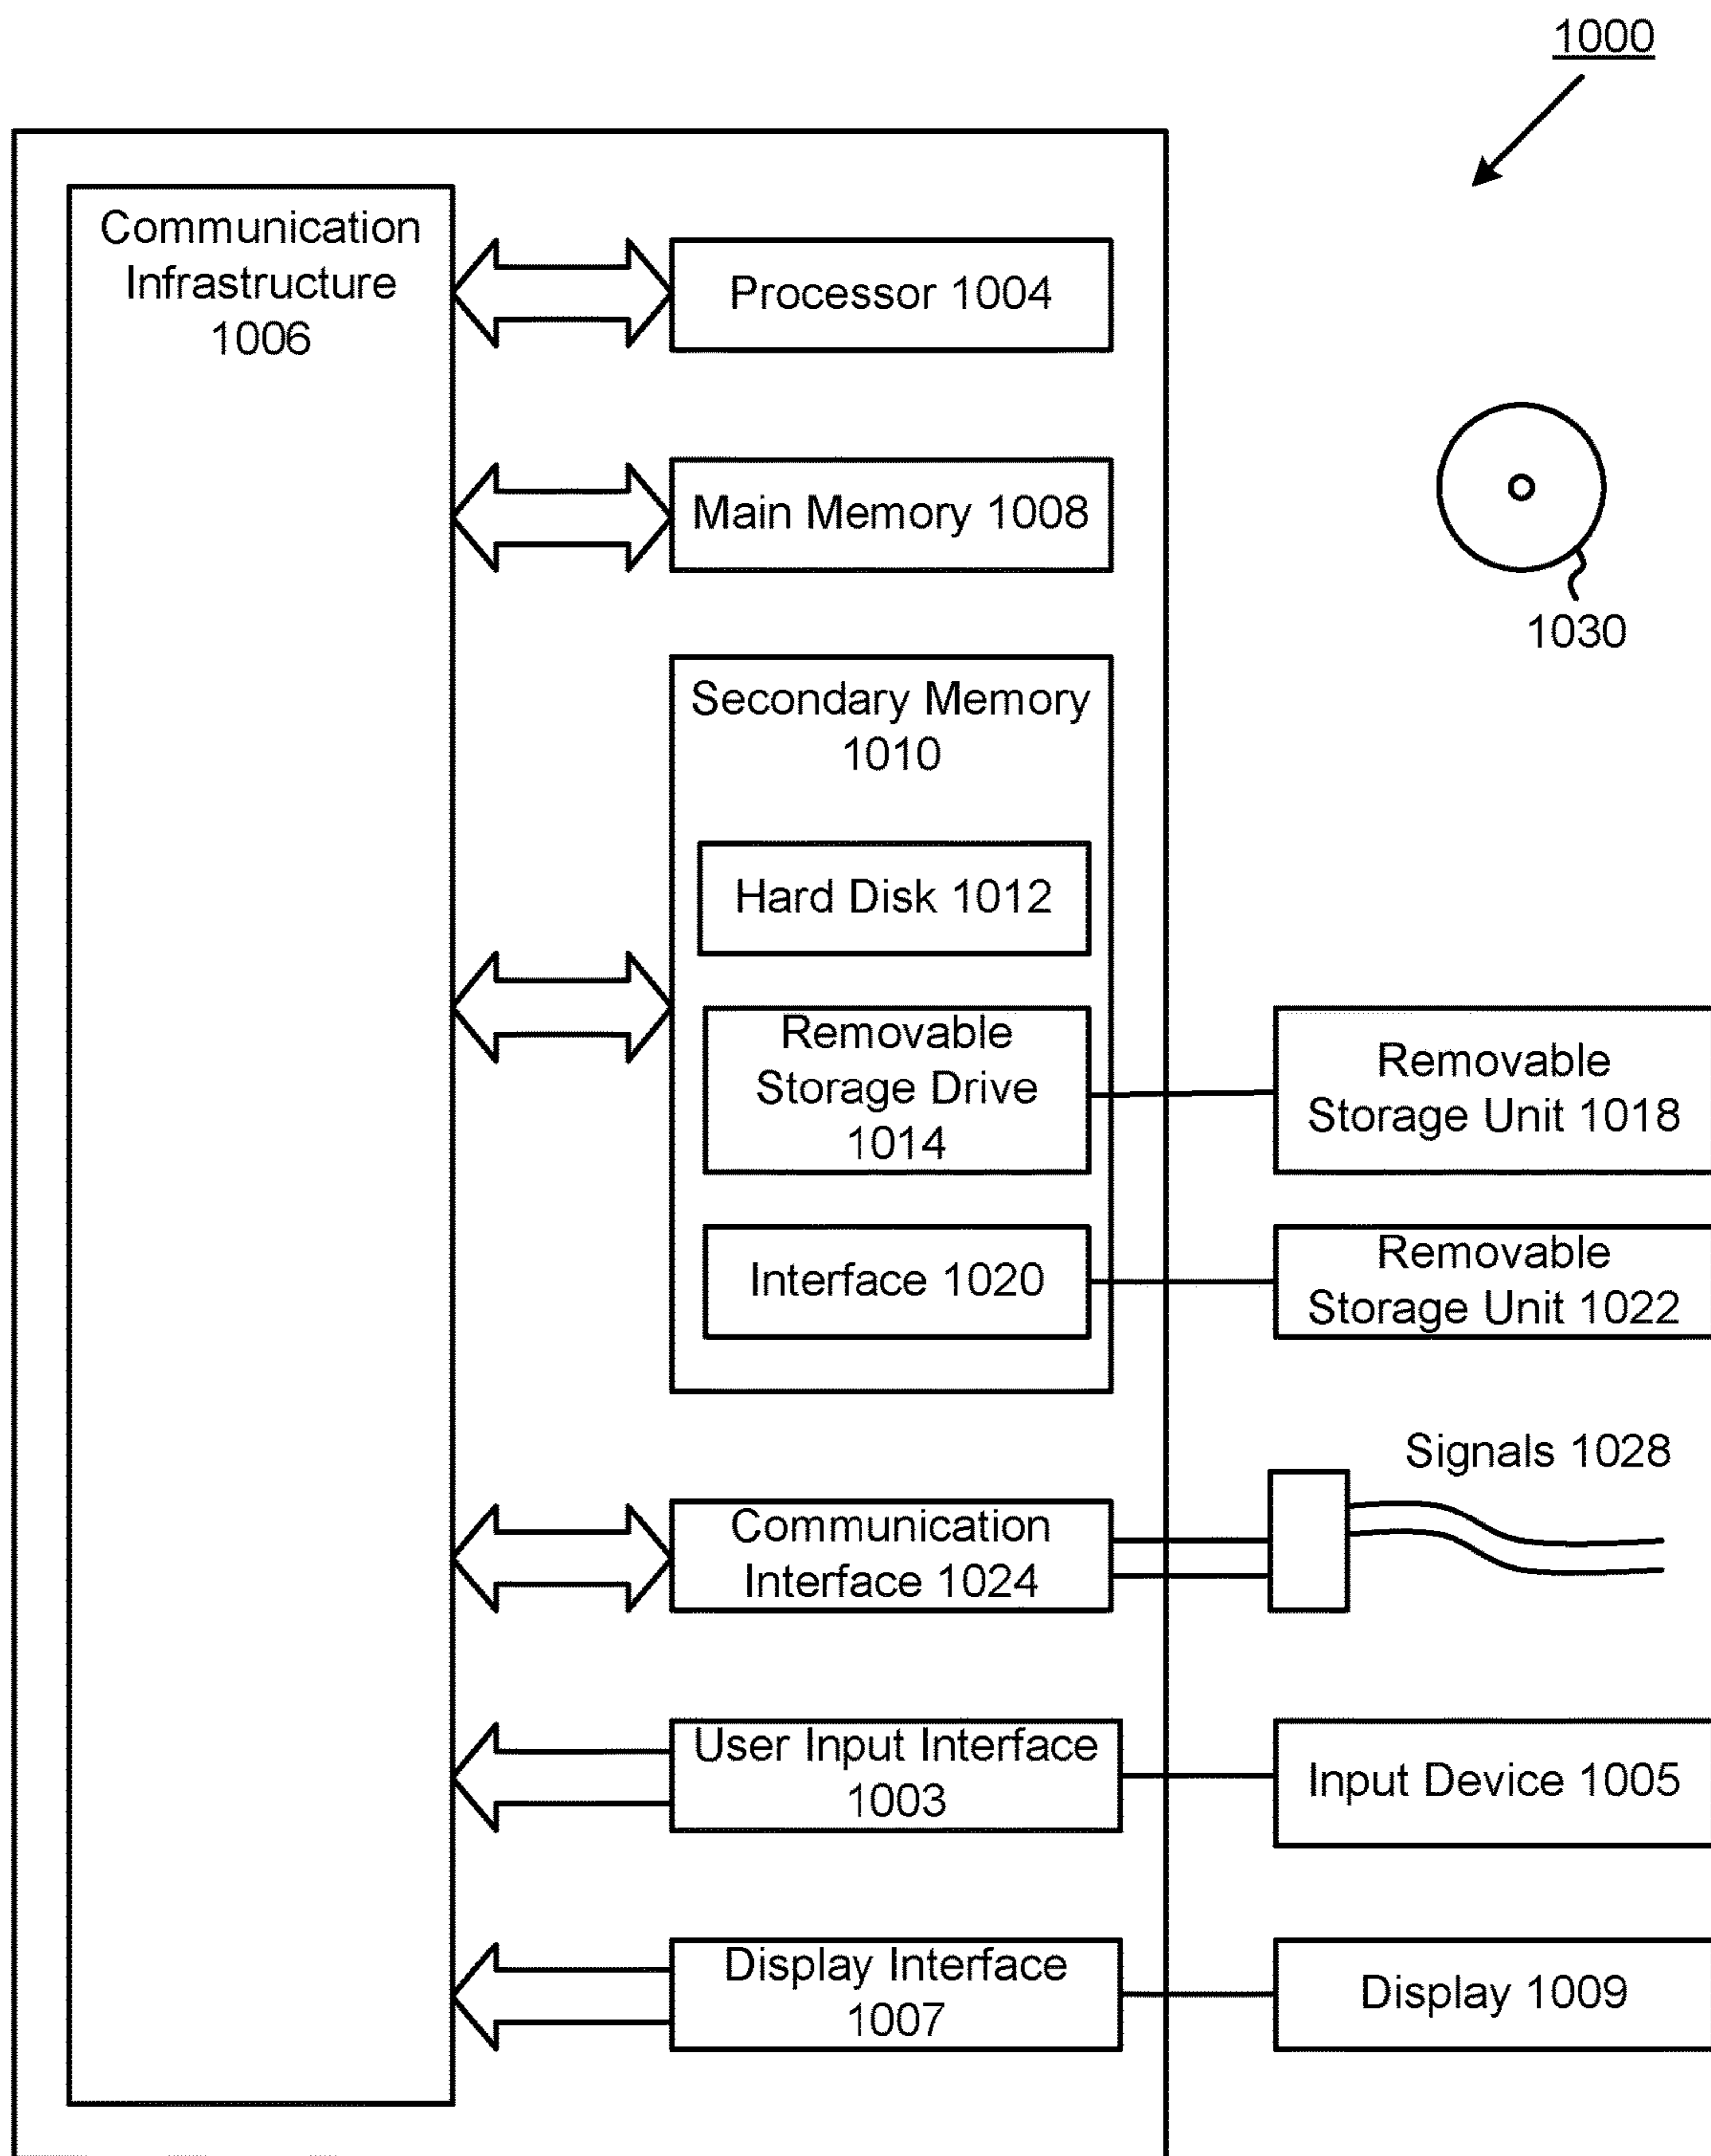 1000
Communication
Infrastructure
1006
Processor 1004
Main Memory 1008
1030
Secondary Memory
1010
Hard Disk 1012
Removable
Storage Drive
1014
Removable
Storage Unit 1018
Interface 1020
Removable
Storage Unit 1022
Signals 1028
Communication
Interface 1024
User Input Interface
1003
Input Device 1005
Display Interface
1007
Display 1009